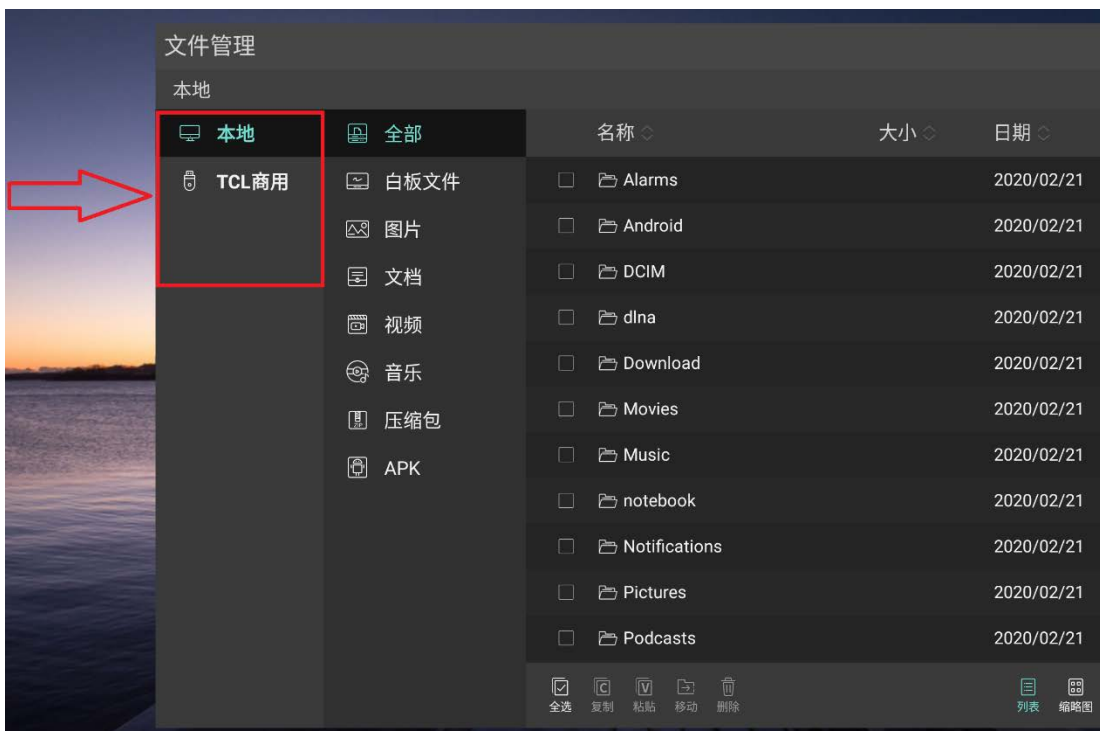 文件管理
本地
本地
TCL商用
全部
白板文件
图片
文档
视频
音乐
ZIP 压缩包
APK
名称 大小 日期
Alarms 2020/02/21
Android 2020/02/21
DCIM 2020/02/21
dlna 2020/02/21
Download 2020/02/21
Movies 2020/02/21
Music 2020/02/21
notebook 2020/02/21
Notifications 2020/02/21
Pictures 2020/02/21
Podcasts 2020/02/21
C V
全选 复制 粘贴 移动 删除 列表 缩略图